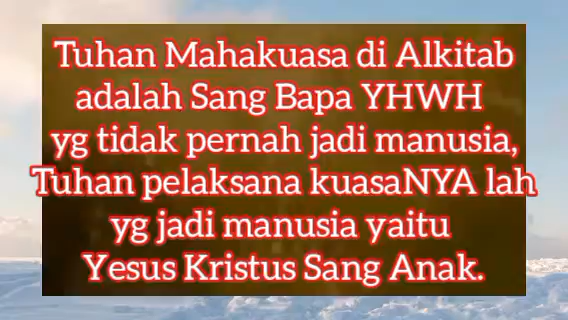 Tuhan Mahakuasa di Alkitab
adalah Sang Bapa YHWH
yg tidak pernah jadi manusia,
Tuhan pelaksana kuasaNYA lah
yg jadi manusia yaitu
Yesus Kristus Sang Anak.